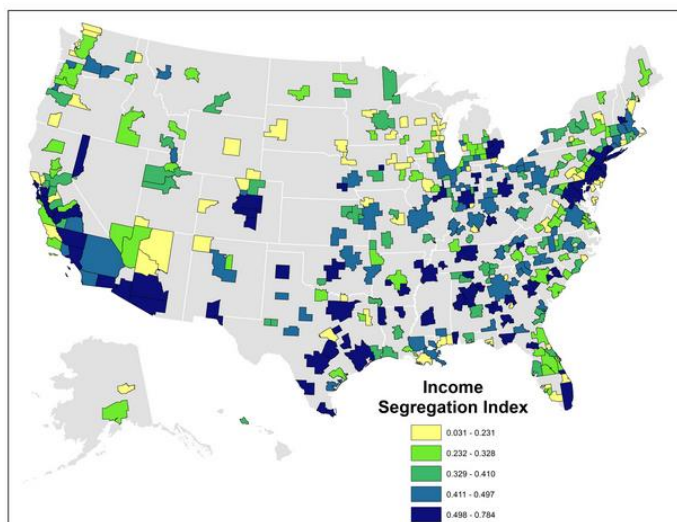 Income
Segregation Index
0.031 - 0.231
0.232 - 0.328
0.329 - 0.410
0.411 - 0.497
0.498 - 0.784